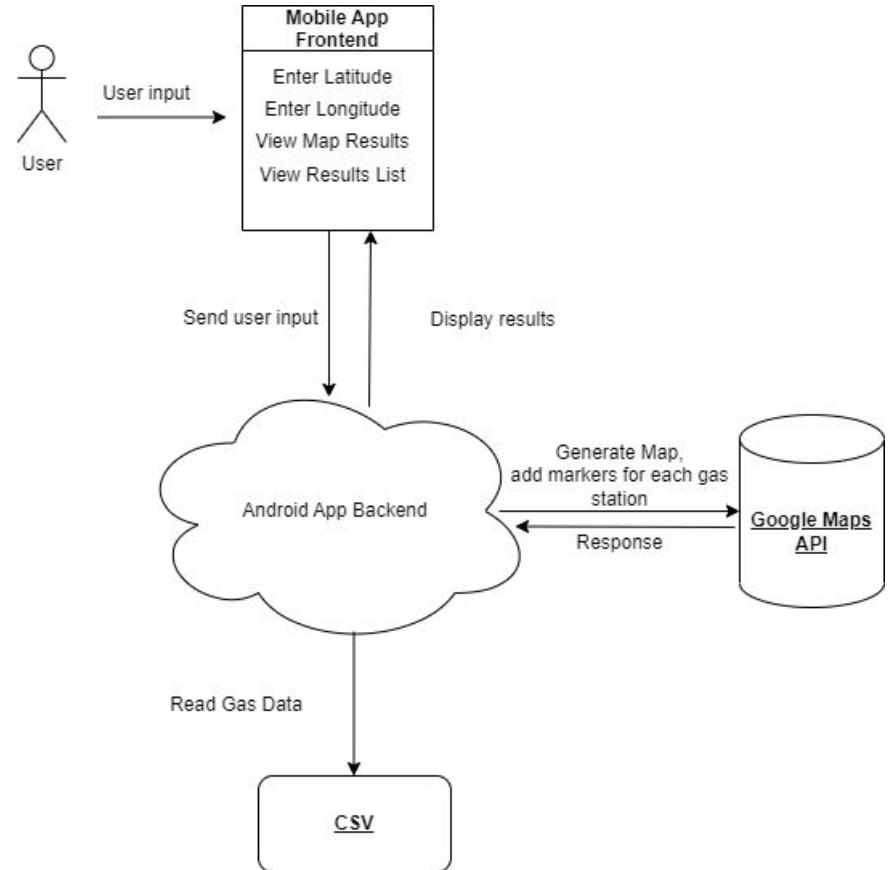 Mobile App
Frontend
Enter Latitude
Enter Longitude
View Map Results
View Results List
User input
User
Send user input
Display results
Android App Backend
Generate Map,
add markers for each gas
station
Response
Google Maps
API
Read Gas Data
CSV